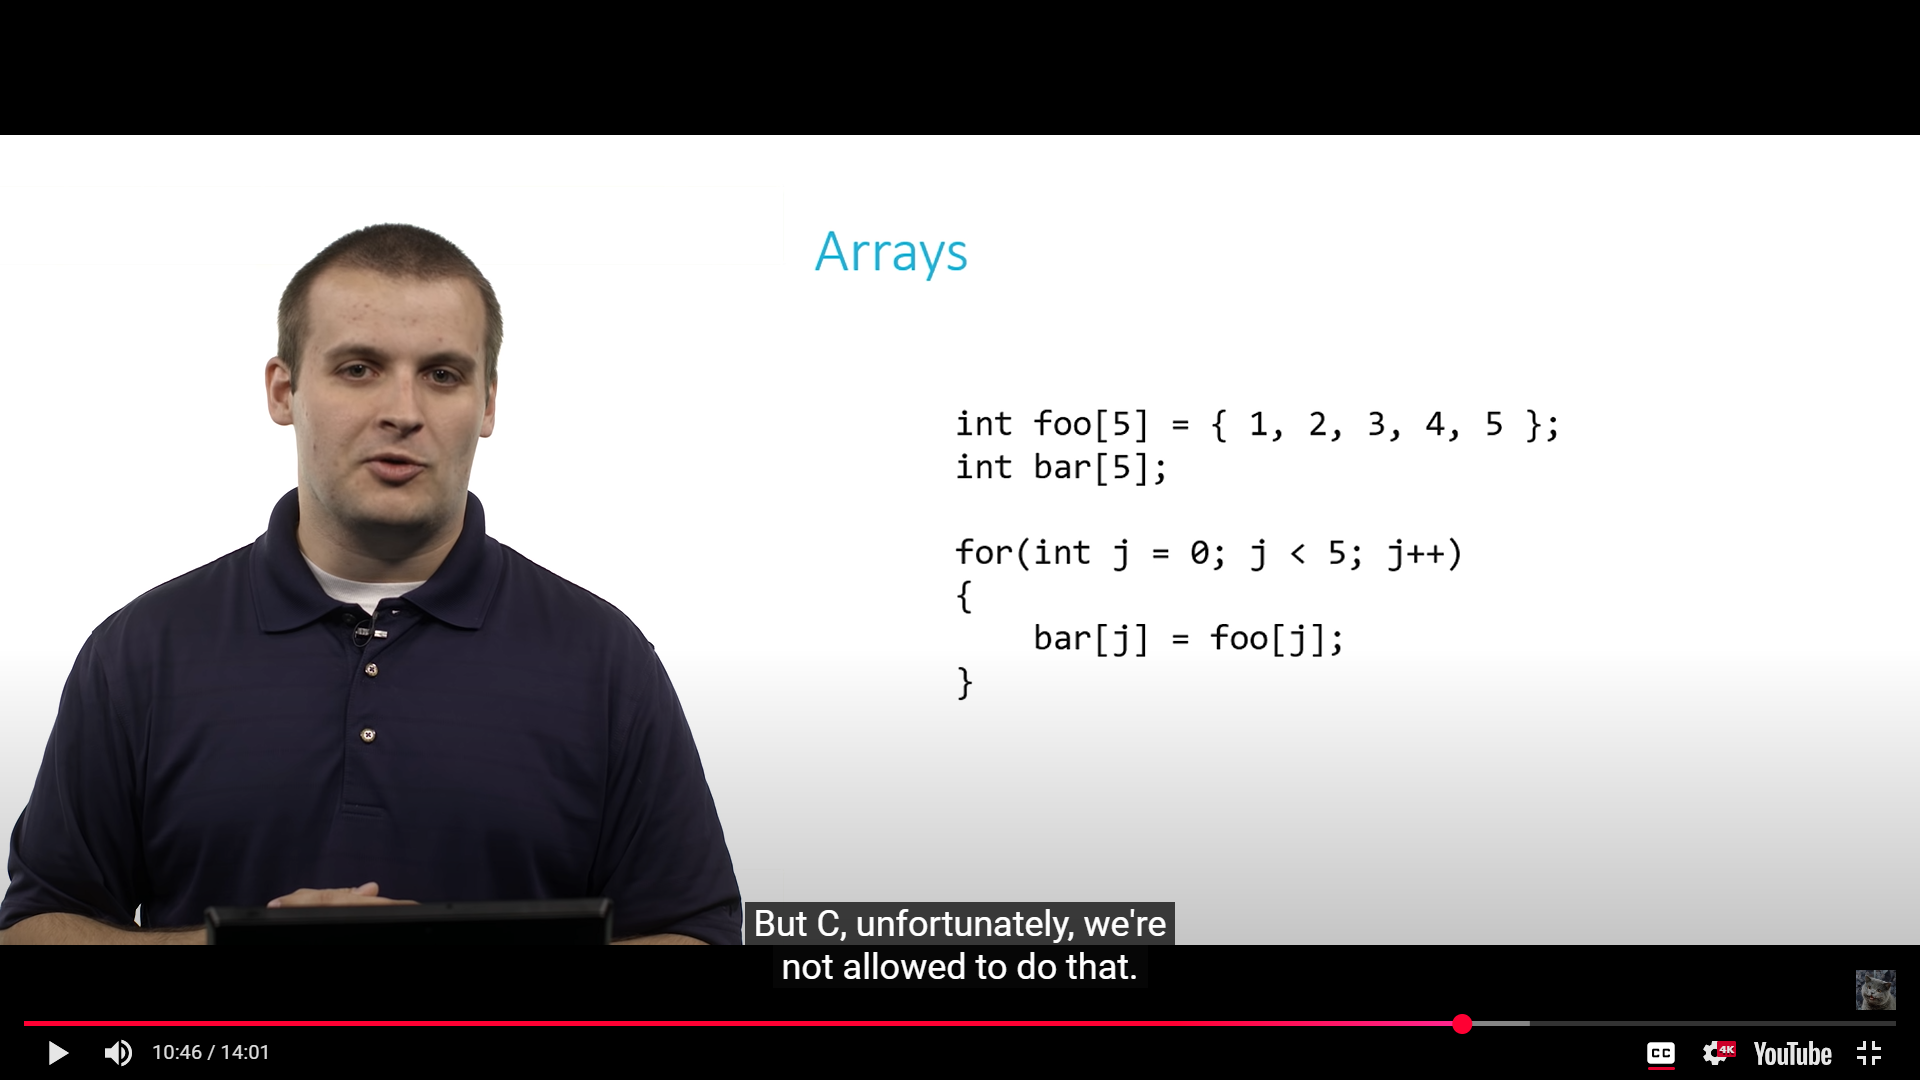 Arrays
int foo[5] = { 1, 2, 3, 4, 5 };
int bar[5];
for(int j = 0; j < 5; j++)
{
    bar[j] = foo[j];
}
But C, unfortunately, we're
not allowed to do that.
10:46 / 14:01
CC
4K
YouTube